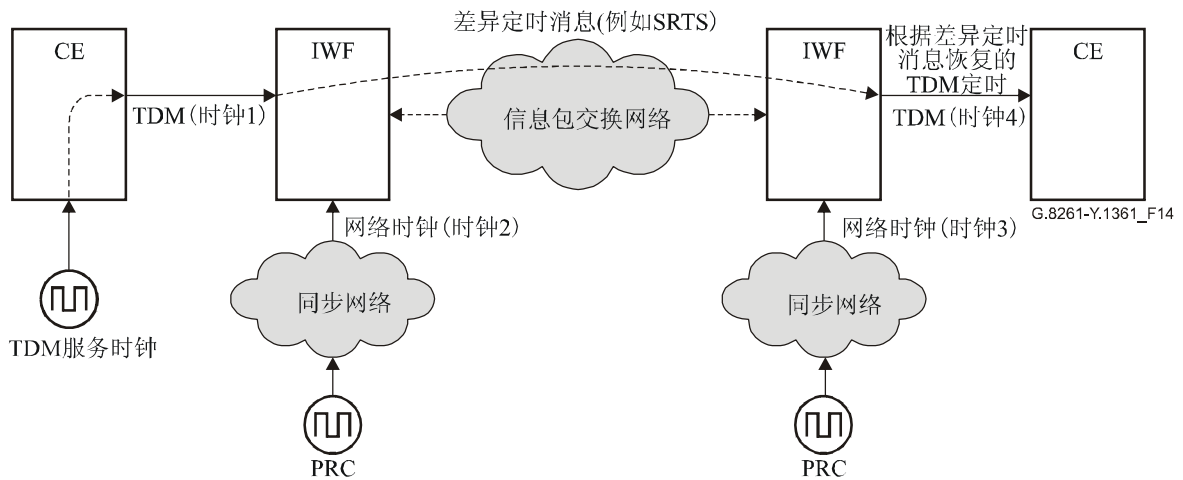 差异定时消息(例如SRTS)
CE
IWF
IWF
根据差异定时
消息恢复的
TDM定时
CE
TDM(时钟1)
信息包交换网络
TDM(时钟4)
G.8261-Y.1361_F14
网络时钟(时钟2)
网络时钟(时钟3)
同步网络
同步网络
TDM服务时钟
PRC
PRC